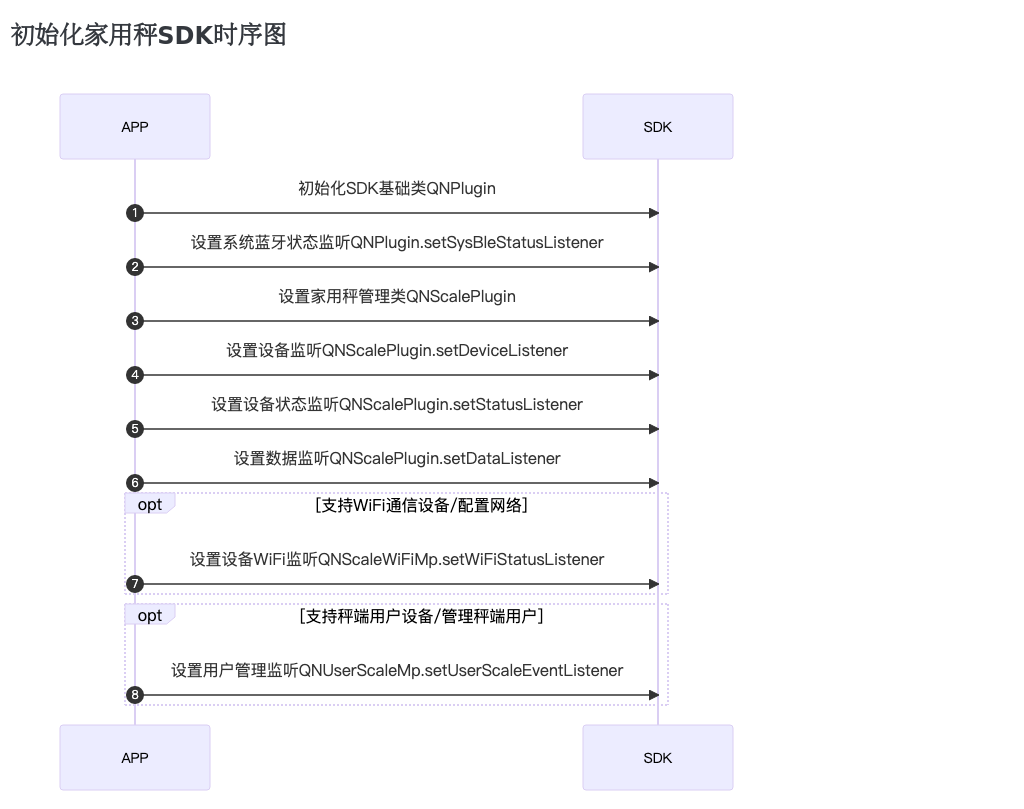 初始化家用秤SDK时序图
APP
SDK
初始化SDK基础类QNPlugin
1
设置系统蓝牙状态监听QNPlugin.setSysBleStatusListener
2
设置家用秤管理类QNScalePlugin
3
设置设备监听QNScalePlugin.setDeviceListener
4
设置设备状态监听QNScalePlugin.setStatusListener
5
设置数据监听QNScalePlugin.setDataListener
6
opt
[支持WiFi通信设备/配置网络]
设置设备WiFi监听QNScaleWiFiMp.setWiFiStatusListener
7
opt
[支持秤端用户设备/管理秤端用户]
设置用户管理监听QNUserScaleMp.setUserScaleEventListener
8
APP
SDK